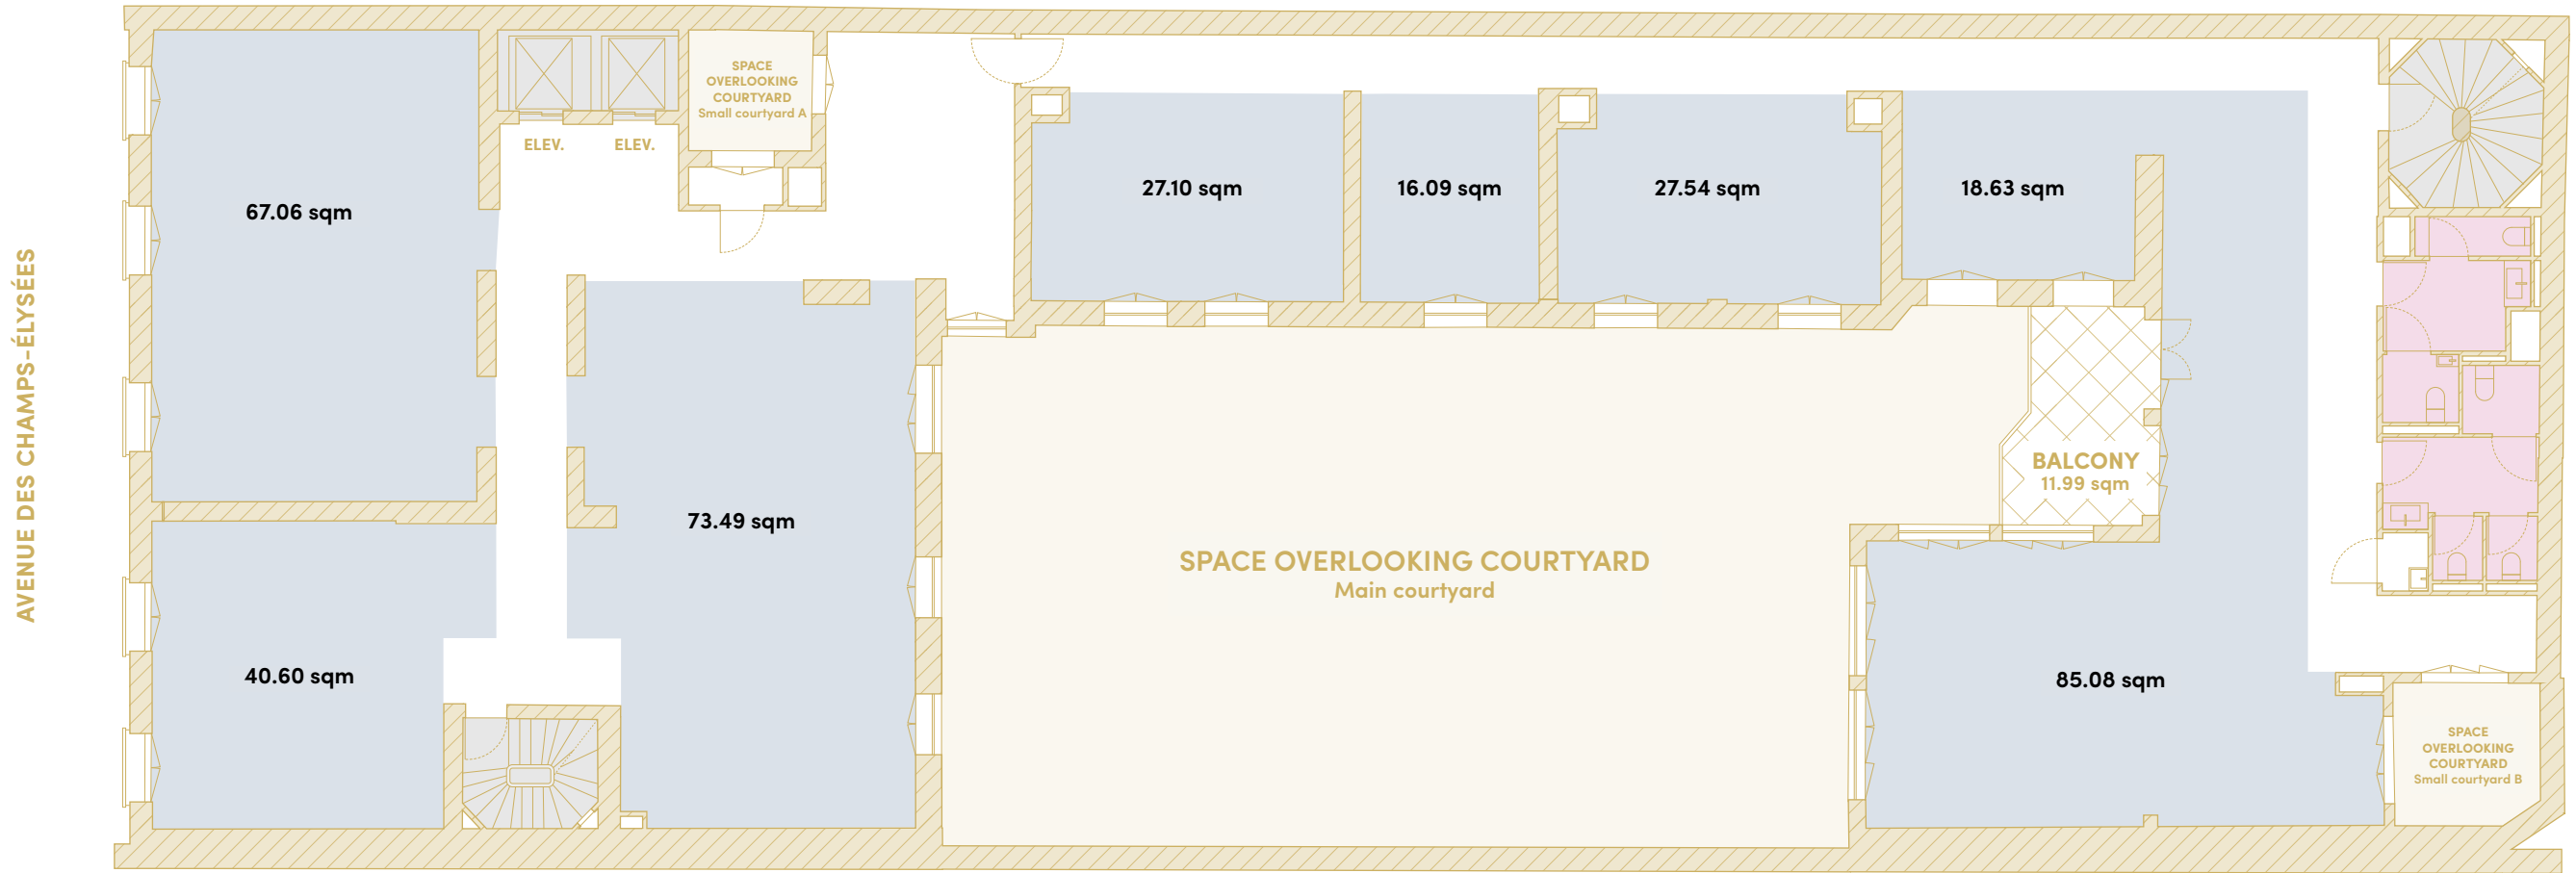 AVENUE DES CHAMPS-ÉLYSÉES
67.06 sqm
40.60 sqm
ELEV.
ELEV.
SPACE
OVERLOOKING
COURTYARD
Small courtyard A
73.49 sqm
27.10 sqm
16.09 sqm
27.54 sqm
18.63 sqm
SPACE OVERLOOKING COURTYARD
Main courtyard
BALCONY
11.99 sqm
85.08 sqm
SPACE
OVERLOOKING
COURTYARD
Small courtyard B